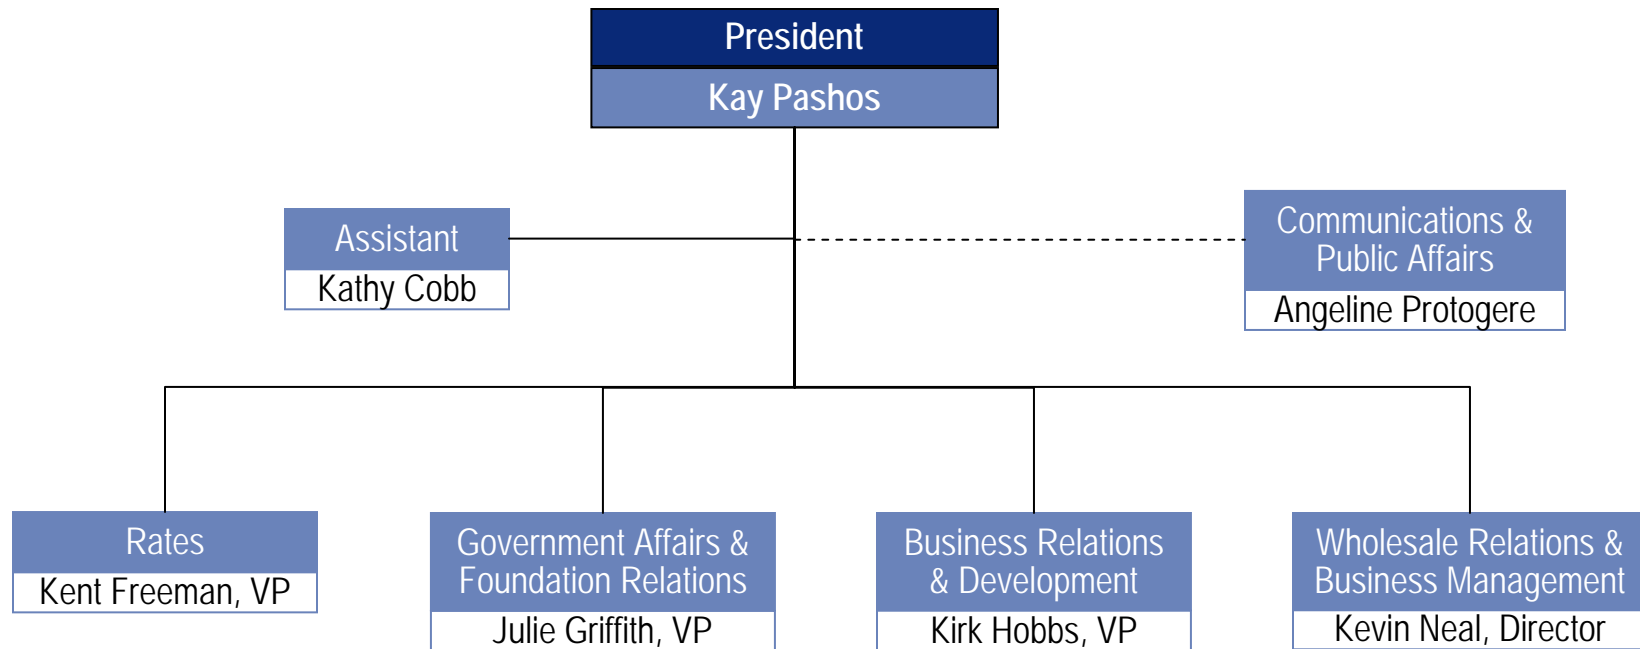 President
Kay Pashos
Assistant
Kathy Cobb
Communications &
Public Affairs
Angeline Protogere
Rates
Kent Freeman, VP
Government Affairs &
Foundation Relations
Julie Griffith, VP
Business Relations
& Development
Kirk Hobbs, VP
Wholesale Relations &
Business Management
Kevin Neal, Director